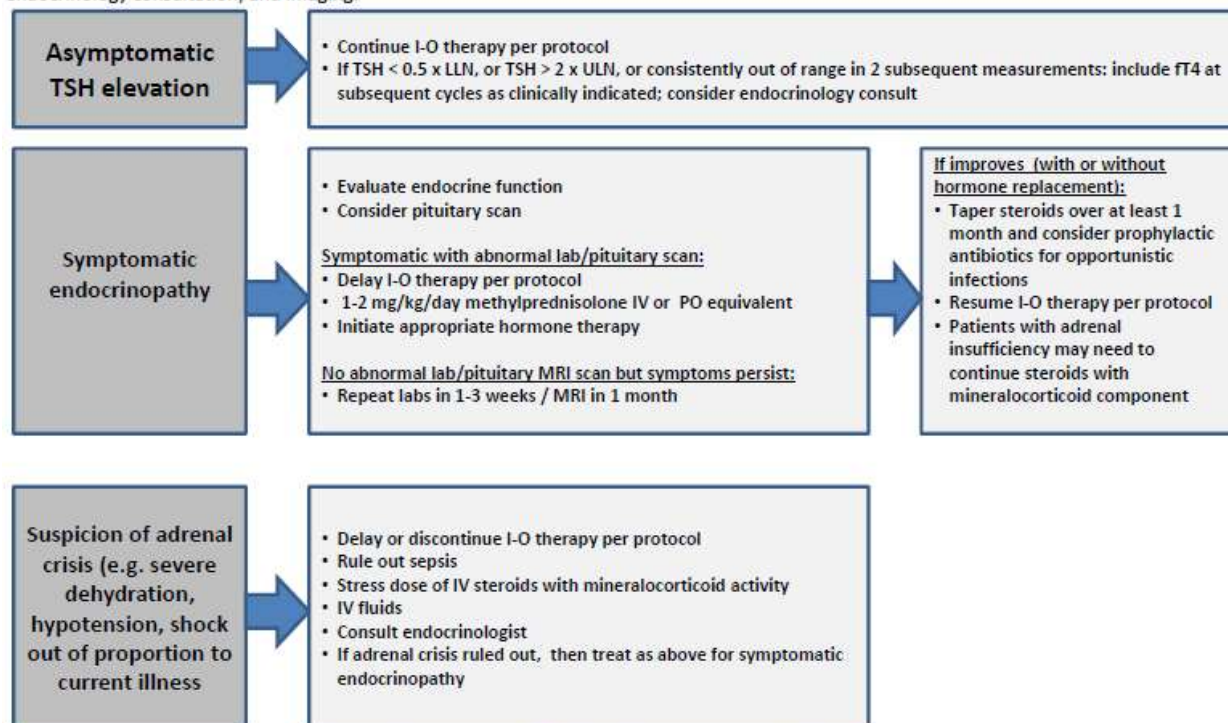 Asymptomatic
TSH elevation
• Continue I-O therapy per protocol
• If TSH < 0.5 x LLN, or TSH > 2 x ULN, or consistently out of range in 2 subsequent measurements: include fT4 at
subsequent cycles as clinically indicated; consider endocrinology consult
Symptomatic
endocrinopathy
• Evaluate endocrine function
• Consider pituitary scan
Symptomatic with abnormal lab/pituitary scan:
• Delay I-O therapy per protocol
• 1-2 mg/kg/day methylprednisolone IV or PO equivalent
• Initiate appropriate hormone therapy
No abnormal lab/pituitary MRI scan but symptoms persist:
• Repeat labs in 1-3 weeks / MRI in 1 month
If improves (with or without
hormone replacement):
• Taper steroids over at least 1
month and consider prophylactic
antibiotics for opportunistic
infections
• Resume I-O therapy per protocol
• Patients with adrenal
insufficiency may need to
continue steroids with
mineralocorticoid component
Suspicion of adrenal
crisis (e.g. severe
dehydration,
hypotension, shock
out of proportion to
current illness
• Delay or discontinue I-O therapy per protocol
• Rule out sepsis
• Stress dose of IV steroids with mineralocorticoid activity
• IV fluids
• Consult endocrinologist
• If adrenal crisis ruled out, then treat as above for symptomatic
endocrinopathy